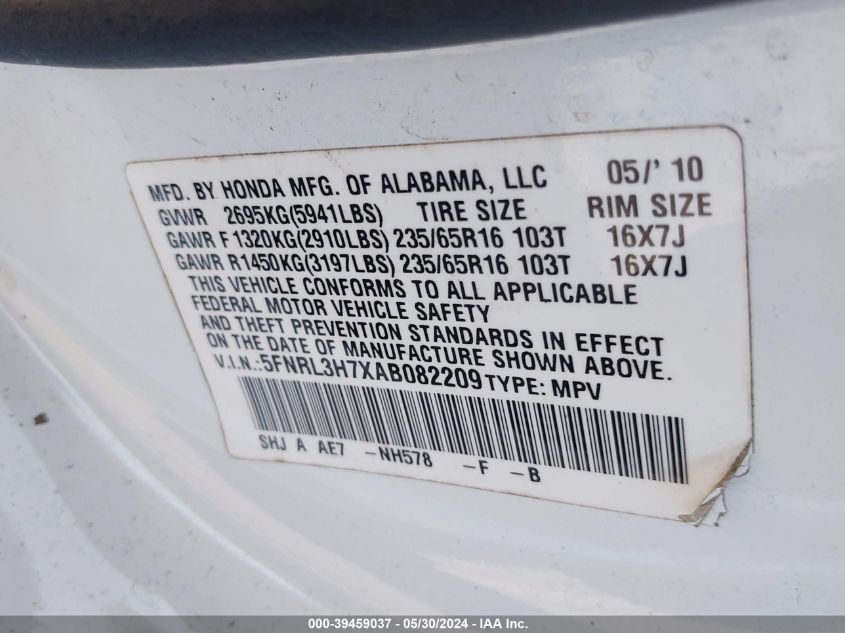 MFD. BY HONDA MFG. OF ALABAMA, LLC 05/' 10
GVWR 2695KG(5941LBS) TIRE SIZE RIM SIZE
GAWR F 1320KG(2910LBS) 235/65R16 103T 16X7J
GAWR R1450KG(3197LBS) 235/65R16 103T 16X7J
THIS VEHICLE CONFORMS TO ALL APPLICABLE
FEDERAL MOTOR VEHICLE SAFETY
AND THEFT PREVENTION STANDARDS IN EFFECT
ON THE DATE OF MANUFACTURE SHOWN ABOVE.
V.I.N.:5FNRL3H7XAB082209 TYPE: MPV
SHJ A AE7 -NH578 -F -B
000-39459037 - 05/30/2024 - IAA Inc.